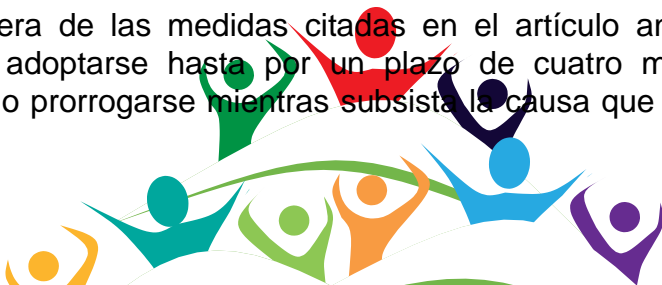 era de las medidas citadas en el artículo ar
adoptarse hasta por un plazo de cuatro m
o prorrogarse mientras subsista la causa que